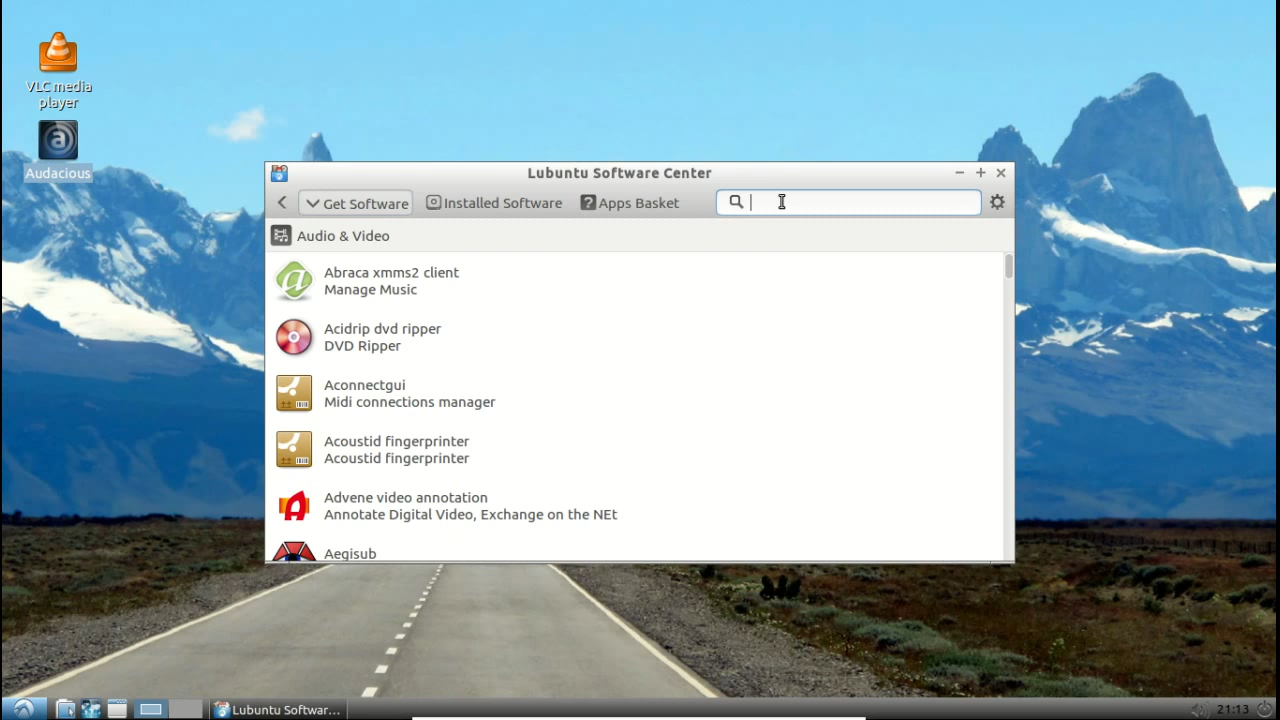 VLC media
player
Audacious
Lubuntu Software Center
Get Software
Installed Software
Apps Basket
Audio & Video
Abraca xmms2 client
Manage Music
Acidrip dvd ripper
DVD Ripper
Aconnectgui
Midi connections manager
Acoustid fingerprinter
Acoustid fingerprinter
Advene video annotation
Annotate Digital Video, Exchange on the NEt
Aegisub
Lubuntu Softwar...
21:13